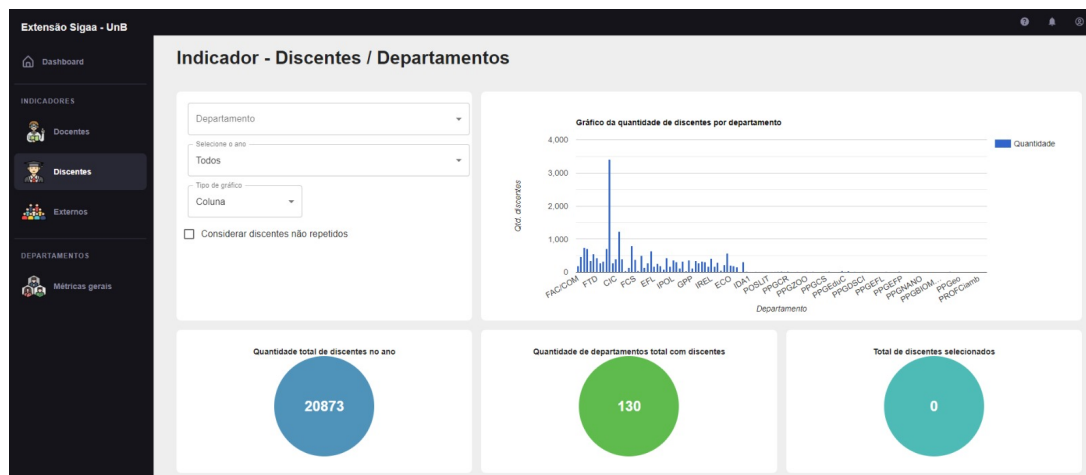 Extensão Sigaa - UnB
Dashboard
INDICADORES
Docentes
Discentes
Externos
DEPARTAMENTOS
Métricas gerais
Indicador - Discentes / Departamentos
Departamento
Selecione o ano
Todos
Tipo de gráfico
Coluna
Considerar discentes não repetidos
Gráfico da quantidade de discentes por departamento
Quantidade
Qtd. discentes
4,000
3,000
2,000
1,000
0
FAC/COM
FTD
CIC
FCS
EFL
IPOL
GPP
IREL
ECO
IDA1
POSLIT
PPGCR
PPGZOO
PPGCS
PPGEduC
PPGDSCI
PPGEFL
PPGEFP
PPGNANO
PPGBIOM...
PPGeo
PROFCiamb
Departamento
Quantidade total de discentes no ano
20873
Quantidade de departamentos total com discentes
130
Total de discentes selecionados
0